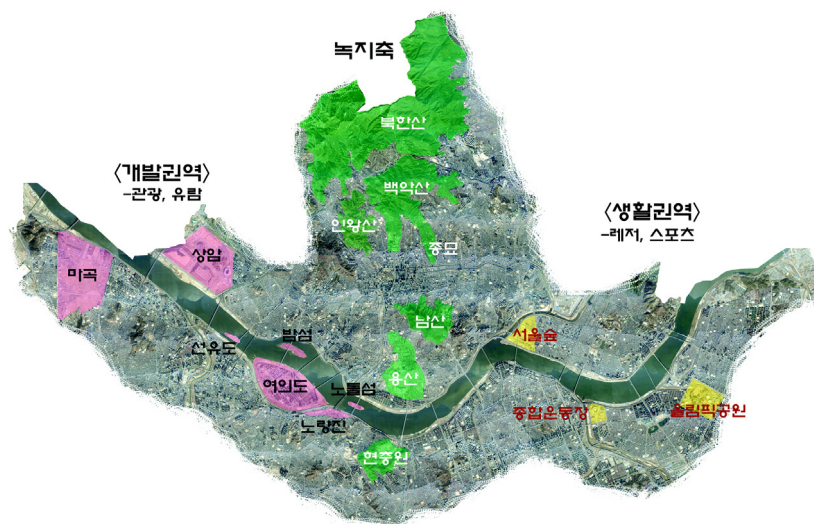 녹지축
북한산
<개발권역>
-관광, 유람
백악산
<생활권역>
-레저, 스포츠
인왕산
종묘
상암
마곡
남산
서울숲
밤섬
선유도
여의도
노들섬
용산
종합운동장
올림픽공원
노량진
현충원